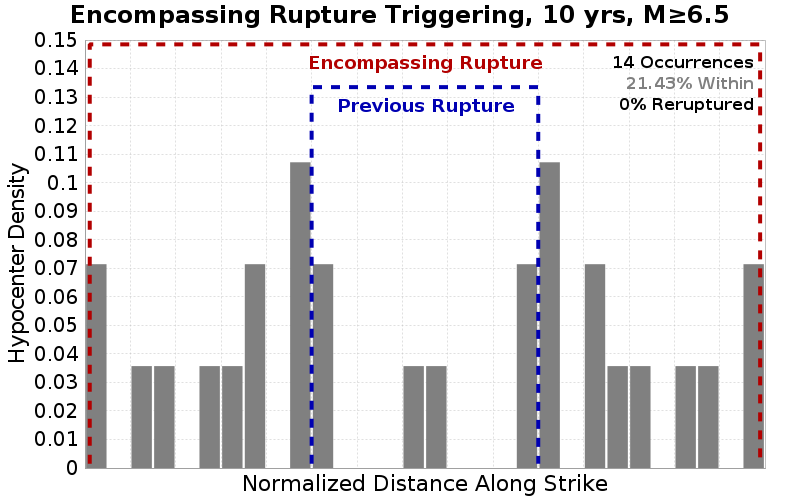 Encompassing Rupture Triggering, 10 yrs, M≥6.5
0.15
0.14
0.13
0.12
0.11
0.1
0.09
0.08
0.07
0.06
0.05
0.04
0.03
0.02
0.01
0
Hypocenter Density
Encompassing Rupture
Previous Rupture
14 Occurrences
21.43% Within
0% Reruptured
Normalized Distance Along Strike